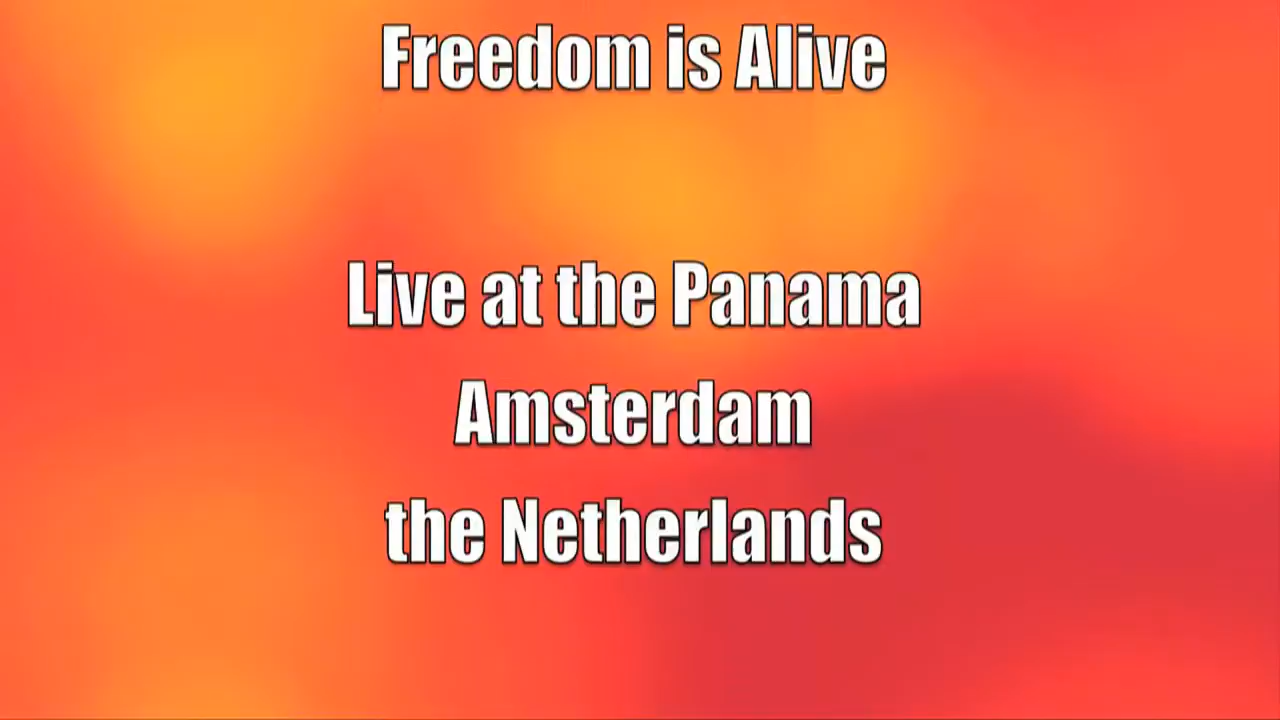 Freedom is Alive
Live at the Panama
Amsterdam
the Netherlands